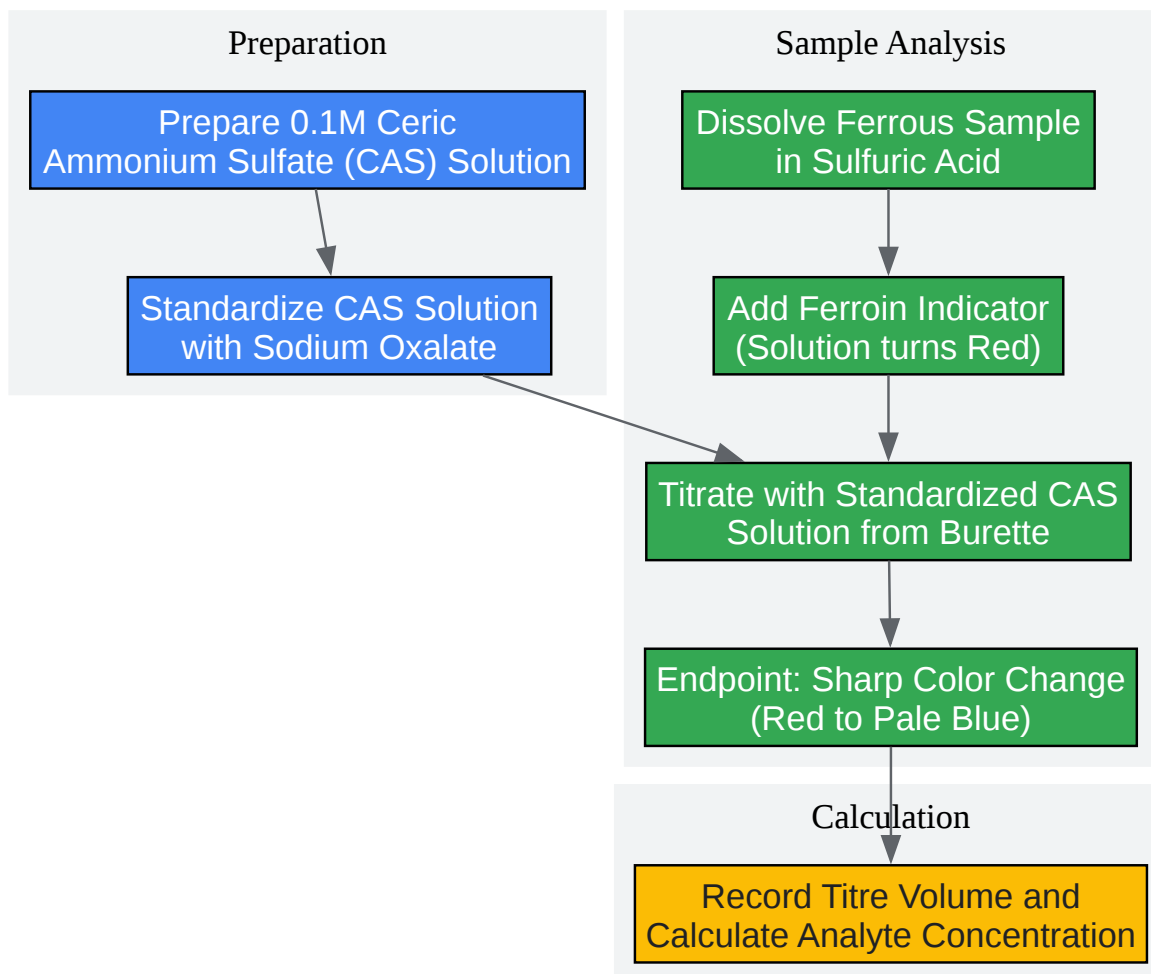 Preparation
Prepare 0.1M Ceric
Ammonium Sulfate (CAS) Solution
Standardize CAS Solution
with Sodium Oxalate
Sample Analysis
Dissolve Ferrous Sample
in Sulfuric Acid
Add Ferroin Indicator
(Solution turns Red)
Titrate with Standardized CAS
Solution from Burette
Endpoint: Sharp Color Change
(Red to Pale Blue)
Calculation
Record Titre Volume and
Calculate Analyte Concentration